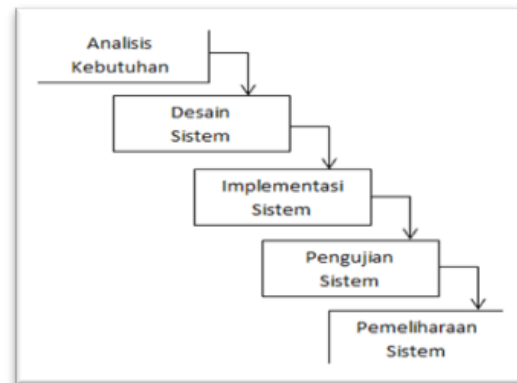 Analisis
Kebutuhan
Desain
Sistem
Implementasi
Sistem
Pengujian
Sistem
Pemeliharaan
Sistem